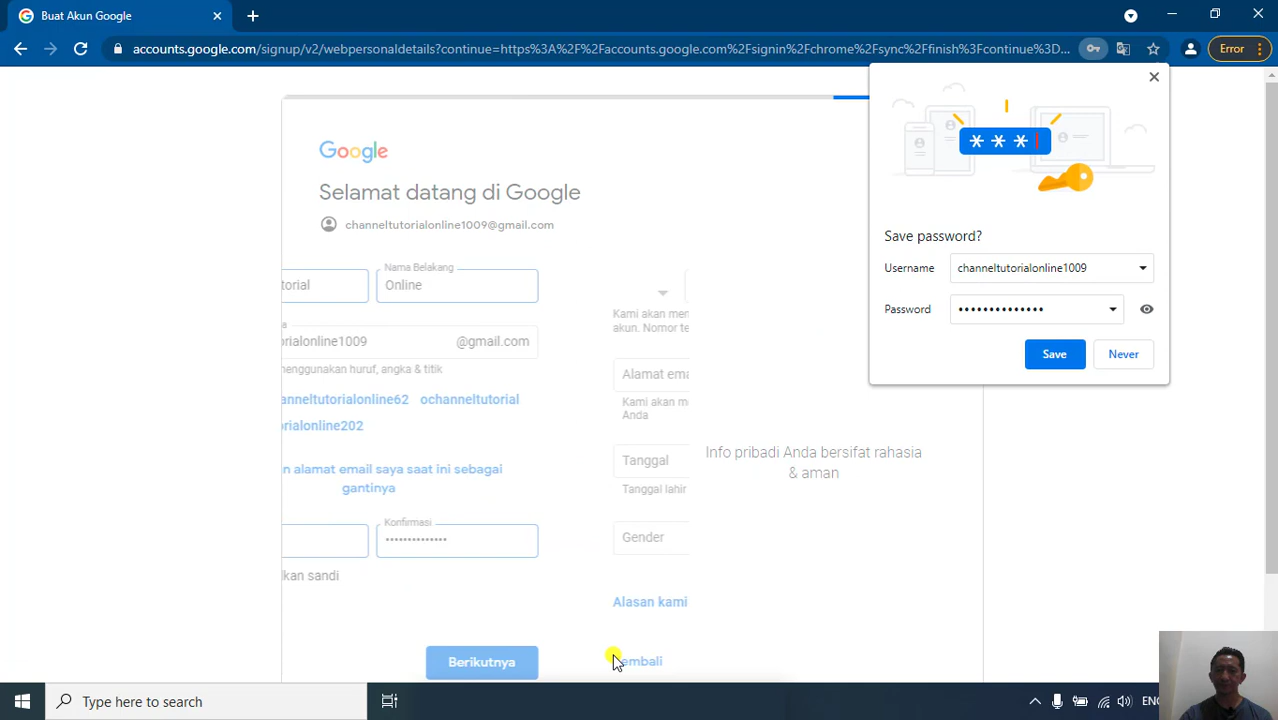 Buat Akun Google
accounts.google.com/signup/v2/webpersonaldetails?continue=https%3A%2F%2Faccounts.google.com%2Fsignin%2Fchrome%2Fsync%2Ffinish%3Fcontinue%3D...
Error
Google
Selamat datang di Google
channeltutorialonline1009@gmail.com
torial
Nama Belakang
Online
a
rialonline1009
@gmail.com
menggunakan huruf, angka & titik
anneltutorialonline62 ochanneltutorial
rialonline202
n alamat email saya saat ini sebagai
gantinya
Konfirmasi
••••••••••••••
lkan sandi
Berikutnya
Kami akan men
akun. Nomor te
Alamat ema
Kami akan m
Anda
Tanggal
Tanggal lahir
Gender
Alasan kami
embali
Info pribadi Anda bersifat rahasia
& aman
* * *
Save password?
Username channeltutorialonline1009
Password ••••••••••••••
Save Never
Type here to search
ENG